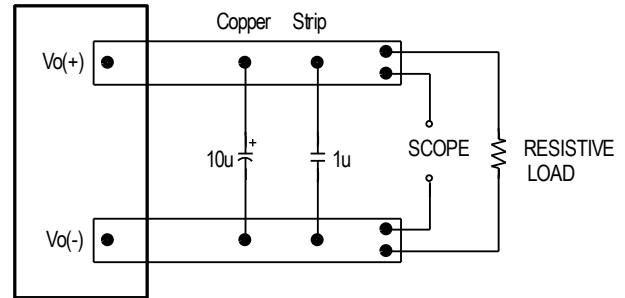 Copper Strip
Vo(+)
10u
+
1u
SCOPE
RESISTIVE
LOAD
Vo(-)